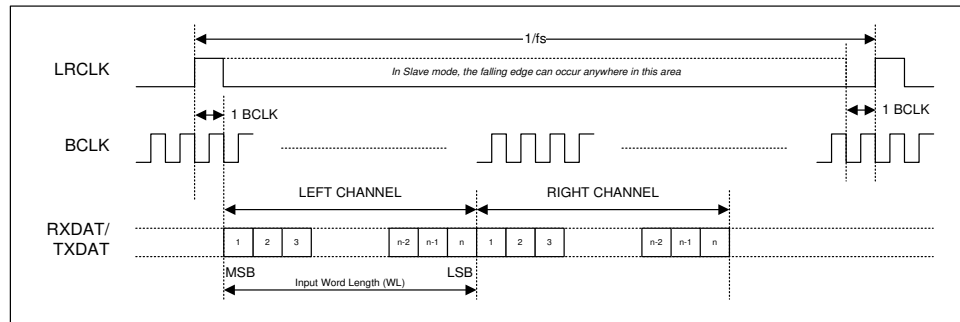 1/fs
LRCLK
In Slave mode, the falling edge can occur anywhere in this area
1 BCLK
1 BCLK
BCLK
LEFT CHANNEL
RIGHT CHANNEL
RXDAT/
TXDAT
1 2 3 n-2 n-1 n 1 2 3 n-2 n-1 n
MSB
LSB
Input Word Length (WL)